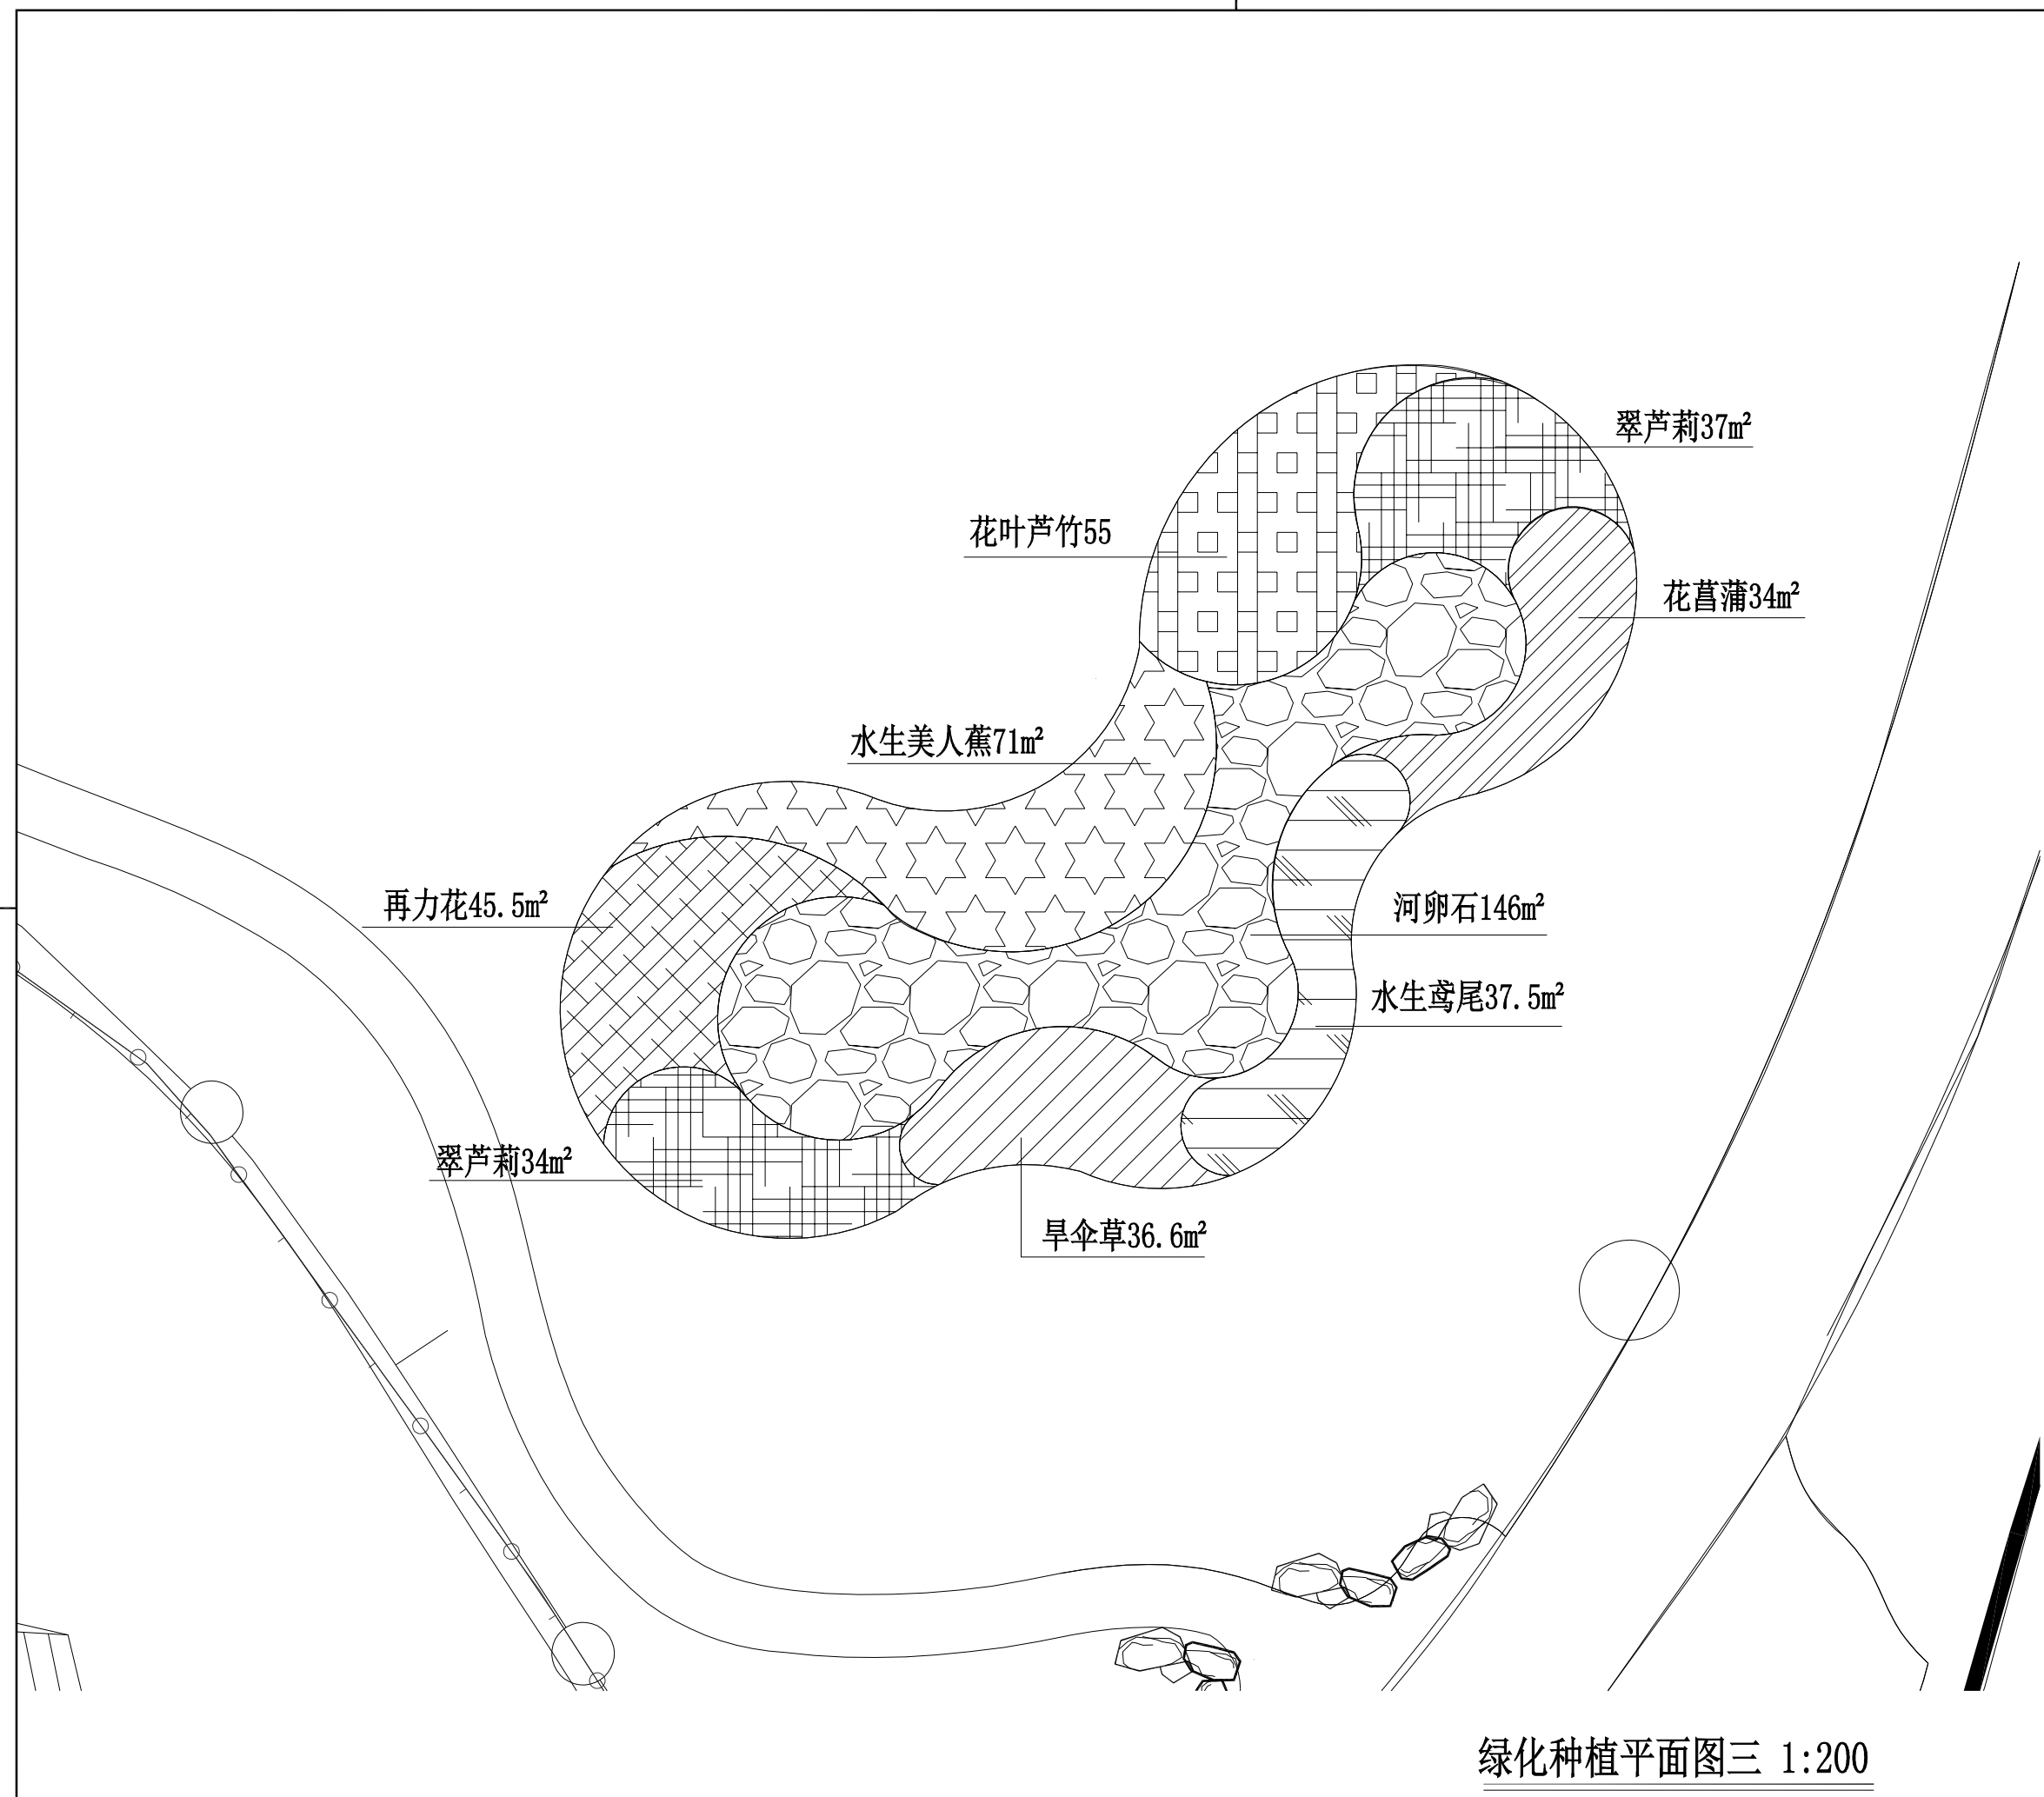 翠芦莉37m²
花叶芦竹55
花菖蒲34m²
水生美人蕉71m²
再力花45.5m²
河卵石146m²
水生鸢尾37.5m²
翠芦莉34m²
旱伞草36.6m²
绿化种植平面图三 1:200